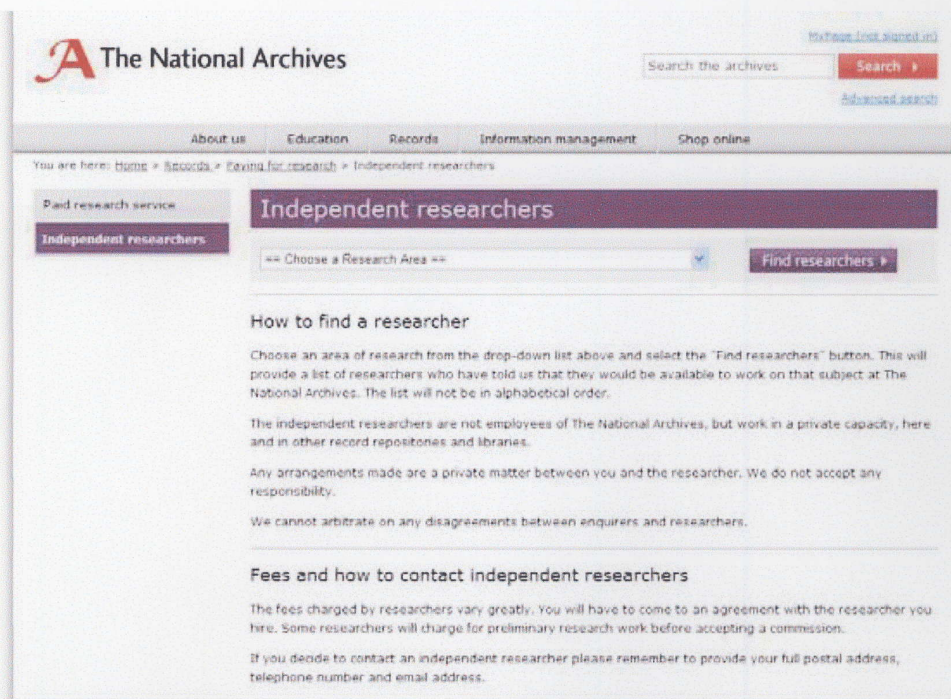 MyPage (not signed in)
The National Archives
Search the archives
Search
Advanced search
About us Education Records Information management Shop online
You are here: Home > Records > Paying for research > Independent researchers
Paid research service
Independent researchers
Independent researchers
== Choose a Research Area ==
Find researchers
How to find a researcher
Choose an area of research from the drop-down list above and select the "Find researchers" button. This will
provide a list of researchers who have told us that they would be available to work on that subject at The
National Archives. The list will not be in alphabetical order.
The independent researchers are not employees of The National Archives, but work in a private capacity, here
and in other record repositories and libraries.
Any arrangements made are a private matter between you and the researcher. We do not accept any
responsibility.
We cannot arbitrate on any disagreements between enquirers and researchers.
Fees and how to contact independent researchers
The fees charged by researchers vary greatly. You will have to come to an agreement with the researcher you
hire. Some researchers will charge for preliminary research work before accepting a commission.
If you decide to contact an independent researcher please remember to provide your full postal address,
telephone number and email address.